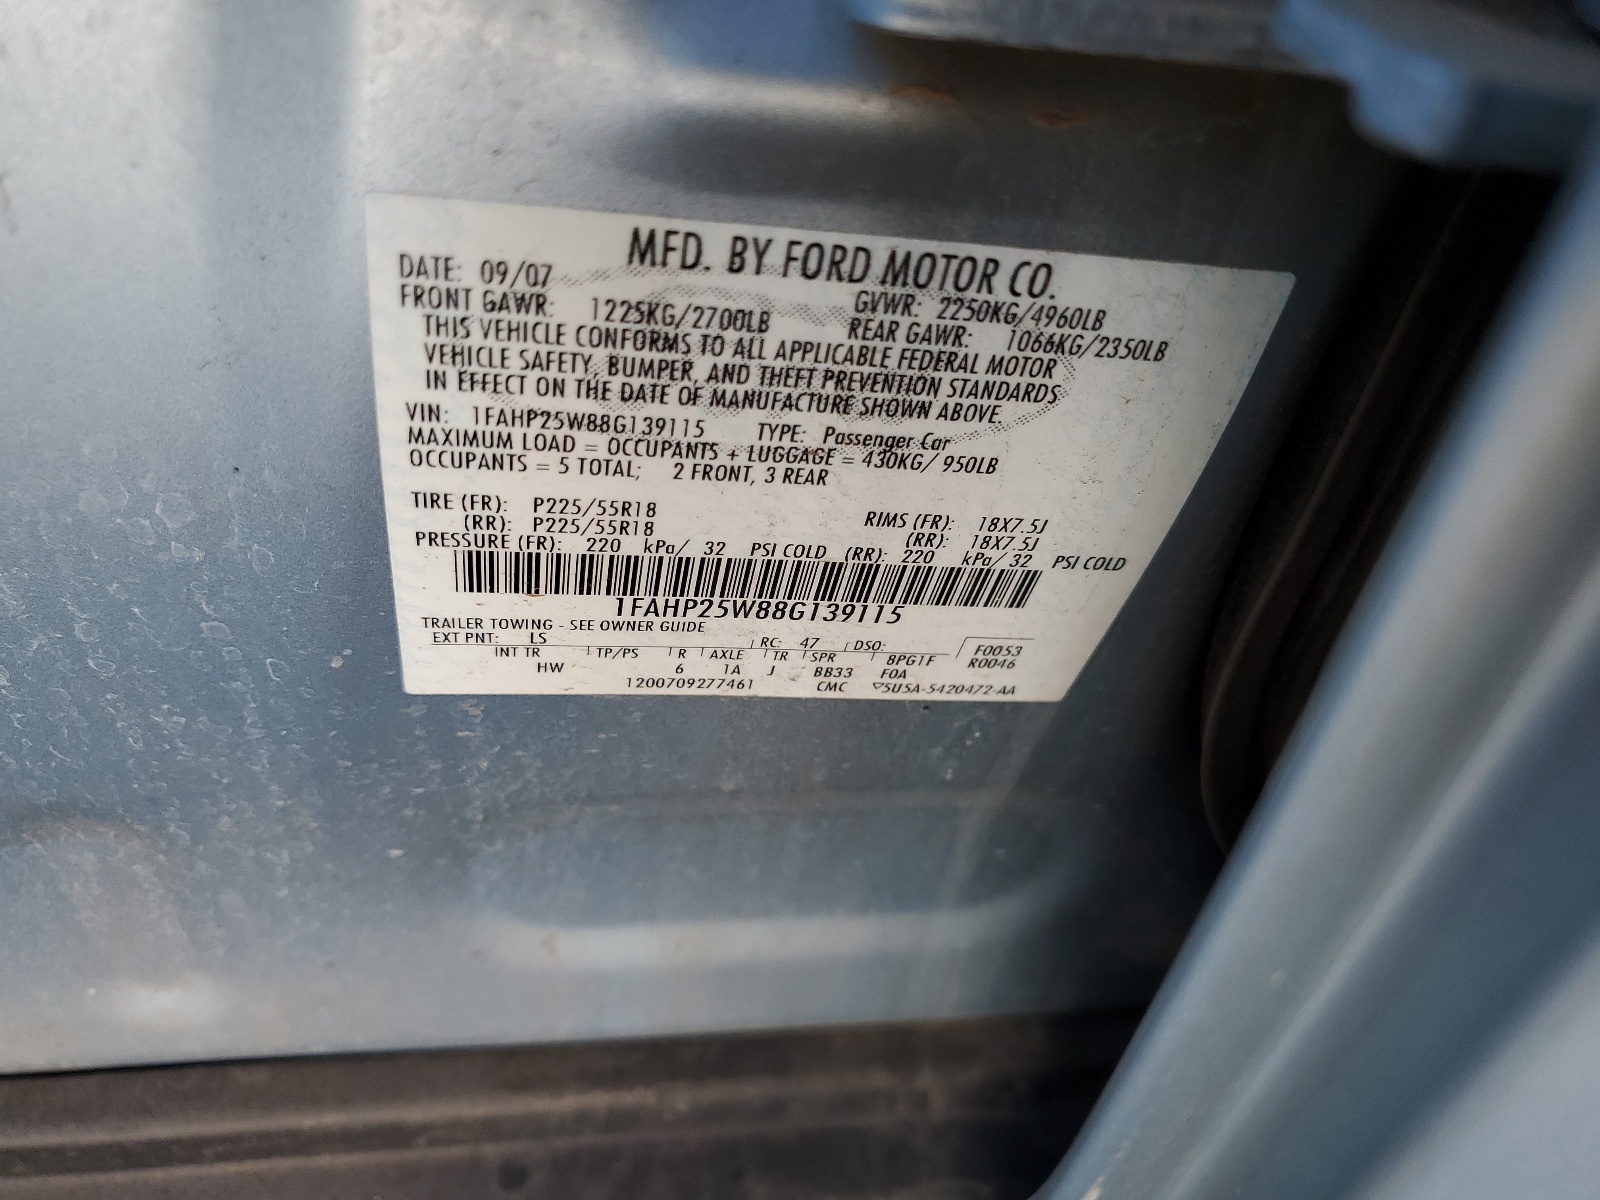 MFD. BY FORD MOTOR CO.
DATE: 09/07 GVWR: 2250KG/4960LB
FRONT GAWR: 1225KG/2700LB REAR GAWR: 1066KG/2350LB
THIS VEHICLE CONFORMS TO ALL APPLICABLE FEDERAL MOTOR
VEHICLE SAFETY, BUMPER, AND THEFT PREVENTION STANDARDS
IN EFFECT ON THE DATE OF MANUFACTURE SHOWN ABOVE.
VIN: 1FAHP25W88G139115 TYPE: Passenger Car
MAXIMUM LOAD = OCCUPANTS + LUGGAGE = 430KG/ 950LB
OCCUPANTS = 5 TOTAL; 2 FRONT, 3 REAR
TIRE (FR): P225/55R18 RIMS (FR): 18X7.5J
(RR): P225/55R18 (RR): 18X7.5J
PRESSURE (FR): 220 kPa/ 32 PSI COLD (RR): 220 kPa/ 32 PSI COLD
1FAHP25W88G139115
TRAILER TOWING - SEE OWNER GUIDE
EXT PNT: LS RC: 47 DSO: F0053
INT TR TP/PS R AXLE TR SPR 8PG1F R0046
HW 6 1A J BB33 F0A
1200709277461 CMC 5U5A-5420472-AA